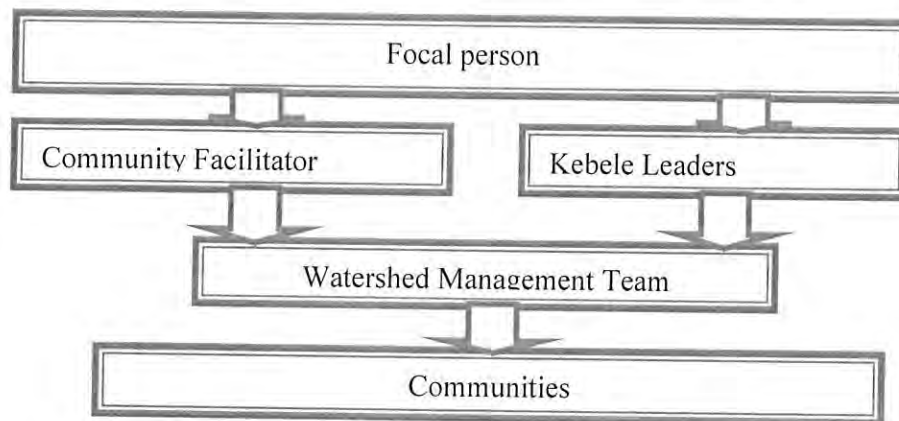 Focal person
Community Facilitator
Kebele Leaders
Watershed Management Team
Communities